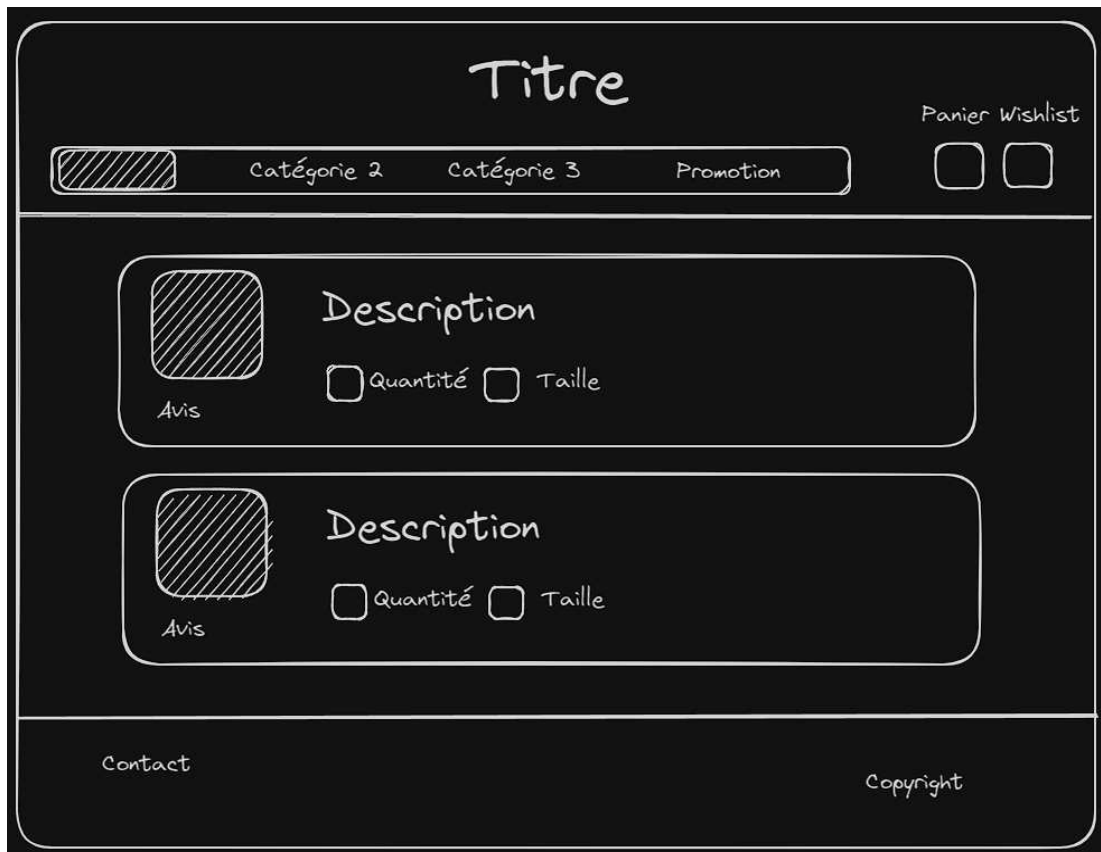 Titre
Panier Wishlist
Catégorie 2 Catégorie 3 Promotion
Description
Quantité Taille
Avis
Description
Quantité Taille
Avis
Contact
Copyright